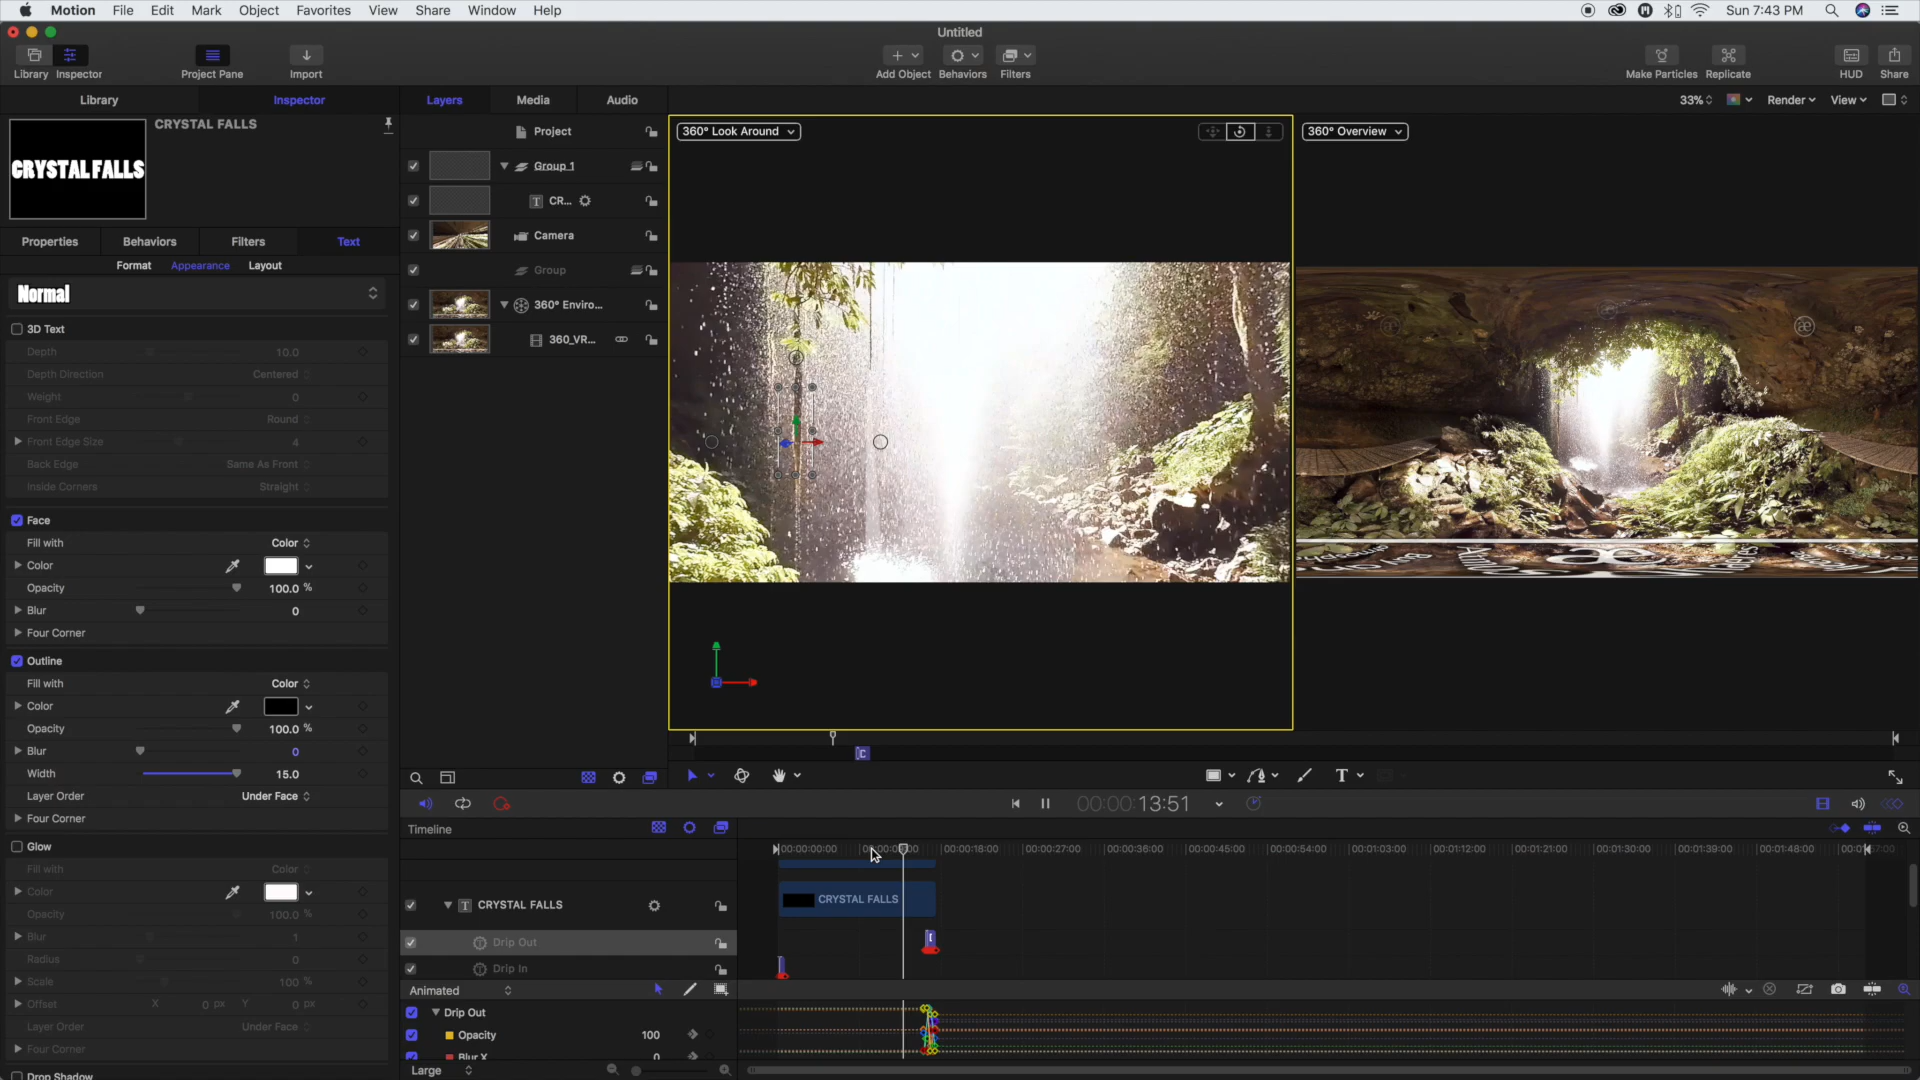 Motion File Edit Mark Object Favorites View Share Window Help
Sun 7:43 PM
Untitled
Library Inspector Project Pane Import Add Object Behaviors Filters Make Particles Replicate HUD Share
Library Inspector Layers Media Audio 33% Render View
CRYSTAL FALLS
CRYSTAL FALLS
Properties Behaviors Filters Text
Format Appearance Layout
Normal
3D Text
Depth 10.0
Depth Direction Centered
Weight 0
Front Edge Round
Front Edge Size 4
Back Edge Same As Front
Inside Corners Straight
Face
Fill with Color
Color
Opacity 100.0 %
Blur 0
Four Corner
Outline
Fill with Color
Color
Opacity 100.0 %
Blur 0
Width 15.0
Layer Order Under Face
Four Corner
Glow
Fill with Color
Color
Opacity 100.0 %
Blur 1
Radius 0
Scale 100 %
Offset X 0 px Y 0 px
Layer Order Under Face
Four Corner
Drop Shadow
Project
Group 1
T CR...
Camera
Group
360° Enviro...
360_VR...
360° Look Around
360° Overview
æ
[C
T
00:00:00:13:51
Timeline
00:00:00:00 00:00:18:00 00:00:27:00 00:00:36:00 00:00:45:00 00:00:54:00 00:01:03:00 00:01:12:00 00:01:21:00 00:01:30:00 00:01:39:00 00:01:48:00
T CRYSTAL FALLS
CRYSTAL FALLS
Drip Out
Drip In
Animated
Drip Out
Opacity 100
Blur X 0
Large